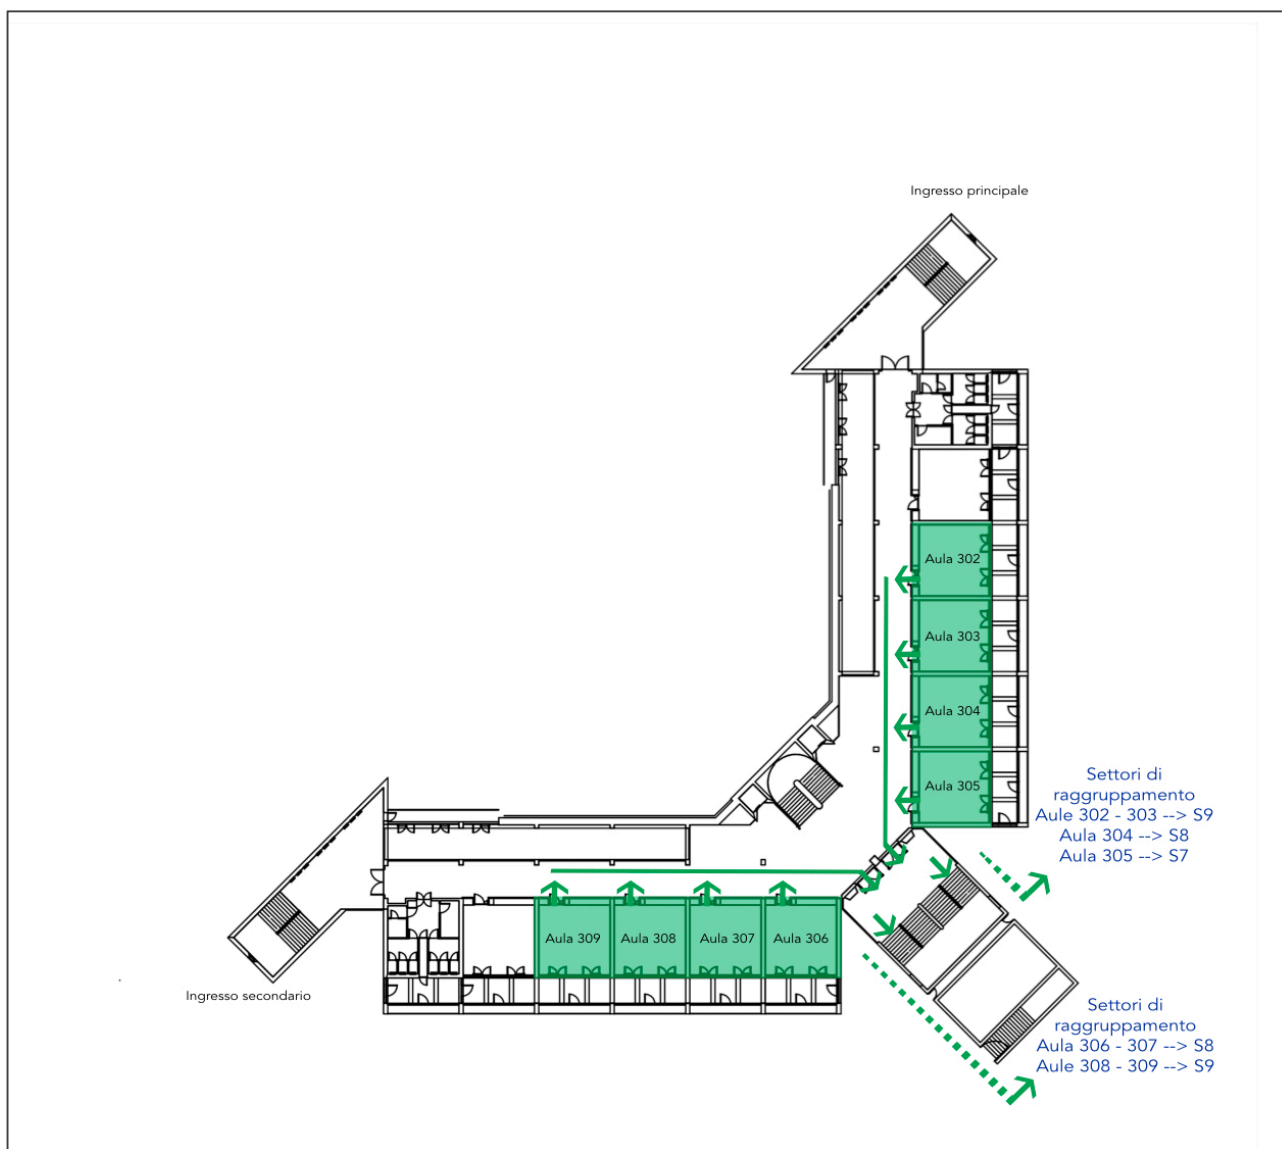 Ingresso principale
Aula 302
Aula 303
Aula 304
Aula 305
Settori di
raggruppamento
Aule 302 - 303 --> S9
Aula 304 --> S8
Aula 305 --> S7
Aula 309
Aula 308
Aula 307
Aula 306
Ingresso secondario
Settori di
raggruppamento
Aula 306 - 307 --> S8
Aule 308 - 309 --> S9